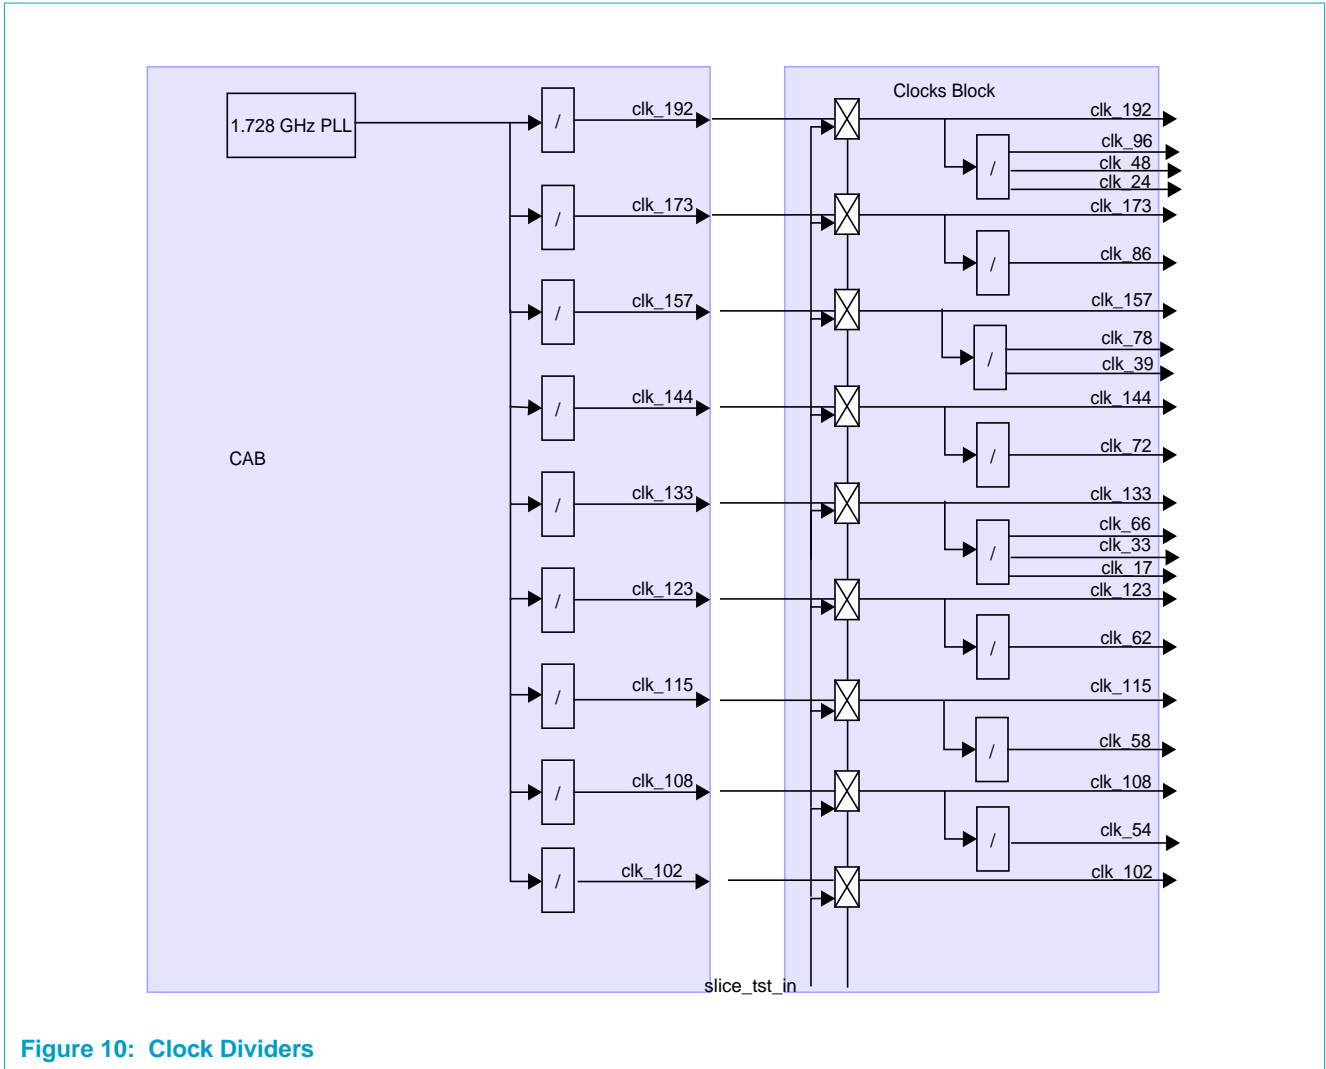 Clocks Block
1.728 GHz PLL
/
clk_192
clk_192
/
clk_96
clk_48
clk_24
/
clk_173
clk_173
/
clk_86
/
clk_157
clk_157
/
clk_78
clk_39
/
clk_144
clk_144
CAB
/
clk_72
/
clk_133
clk_133
/
clk_66
clk_33
clk_17
/
clk_123
clk_123
/
clk_62
/
clk_115
clk_115
/
clk_58
/
clk_108
clk_108
/
clk_54
/
clk_102
clk_102
slice_tst_in
Figure 10: Clock Dividers